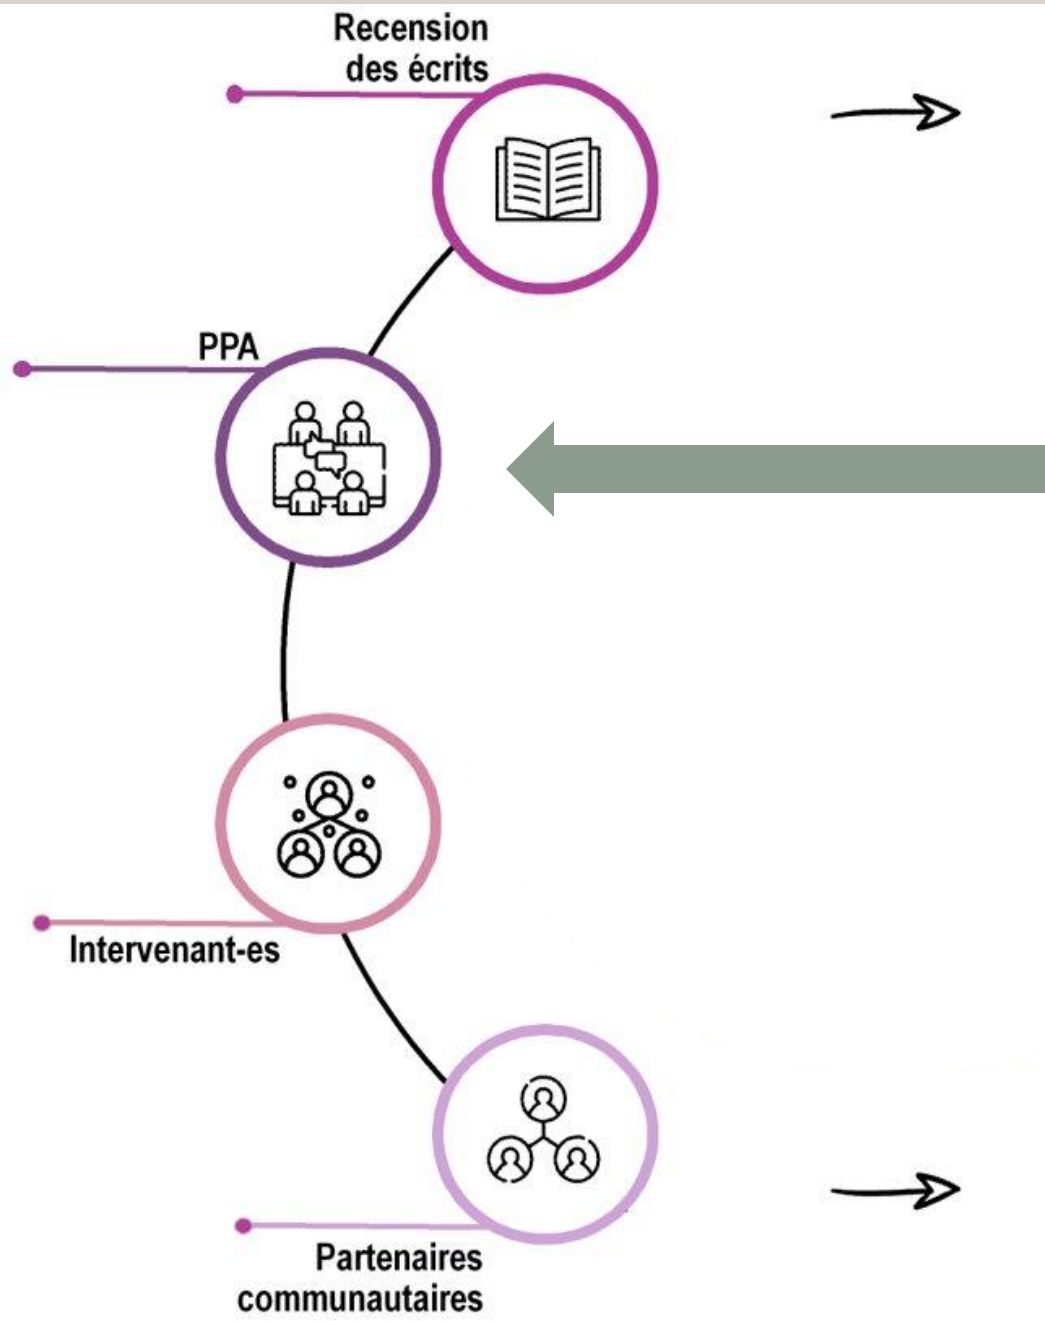 Recension
des écrits
PPA
Intervenant-es
Partenaires
communautaires